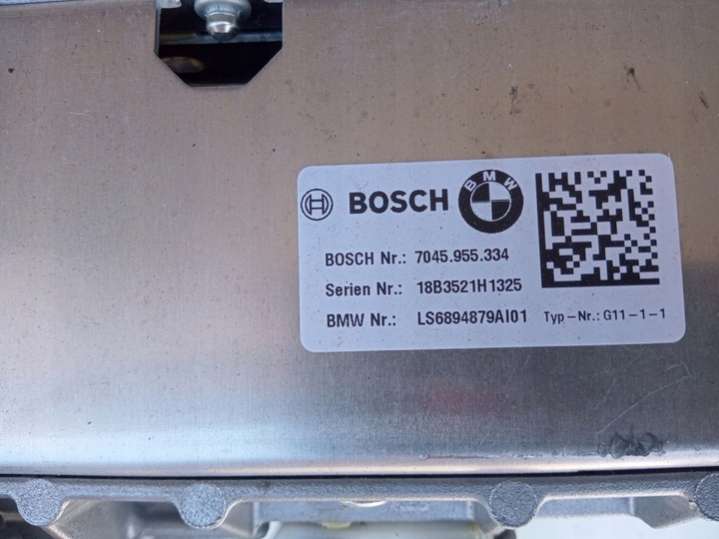 BOSCH BMW
BOSCH Nr.: 7045.955.334
Serien Nr.: 18B3521H1325
BMW Nr.: LS6894879AI01 Typ-Nr.: G11-1-1